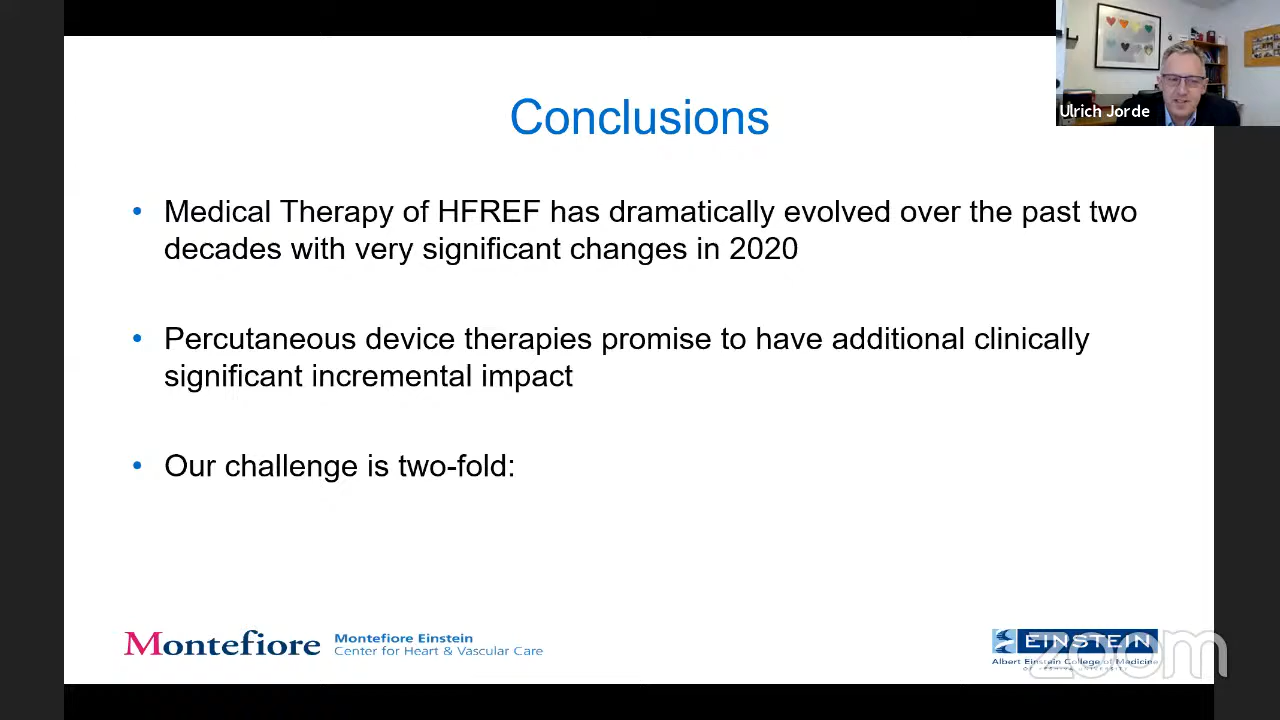 Ulrich Jorde
Conclusions
• Medical Therapy of HFREF has dramatically evolved over the past two
decades with very significant changes in 2020
• Percutaneous device therapies promise to have additional clinically
significant incremental impact
• Our challenge is two-fold:
Montefiore
Montefiore Einstein
Center for Heart & Vascular Care
EINSTEIN
Albert Einstein College of Medicine
zoom